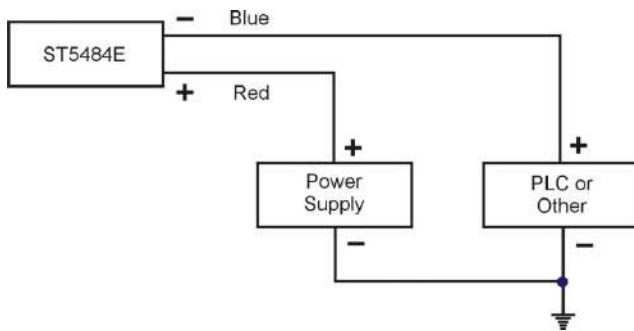 − Blue
ST5484E
+ Red
+ +
Power PLC or
Supply Other
− −